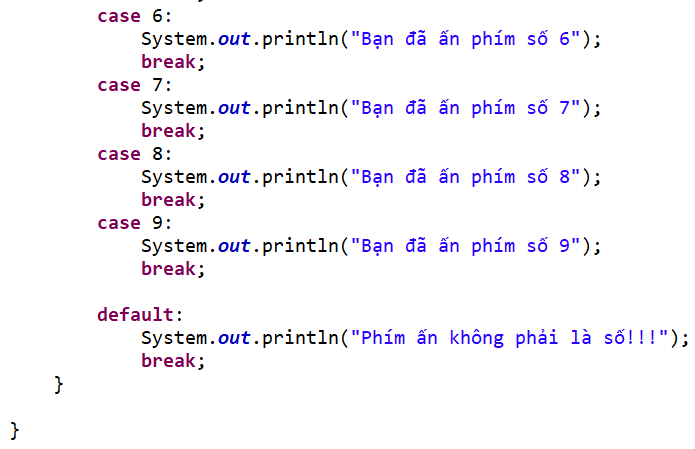 case 6:
System.out.println("Bạn đã ấn phím số 6");
break;
case 7:
System.out.println("Bạn đã ấn phím số 7");
break;
case 8:
System.out.println("Bạn đã ấn phím số 8");
break;
case 9:
System.out.println("Bạn đã ấn phím số 9");
break;
default:
System.out.println("Phím ấn không phải là số!!!");
break;
}
}